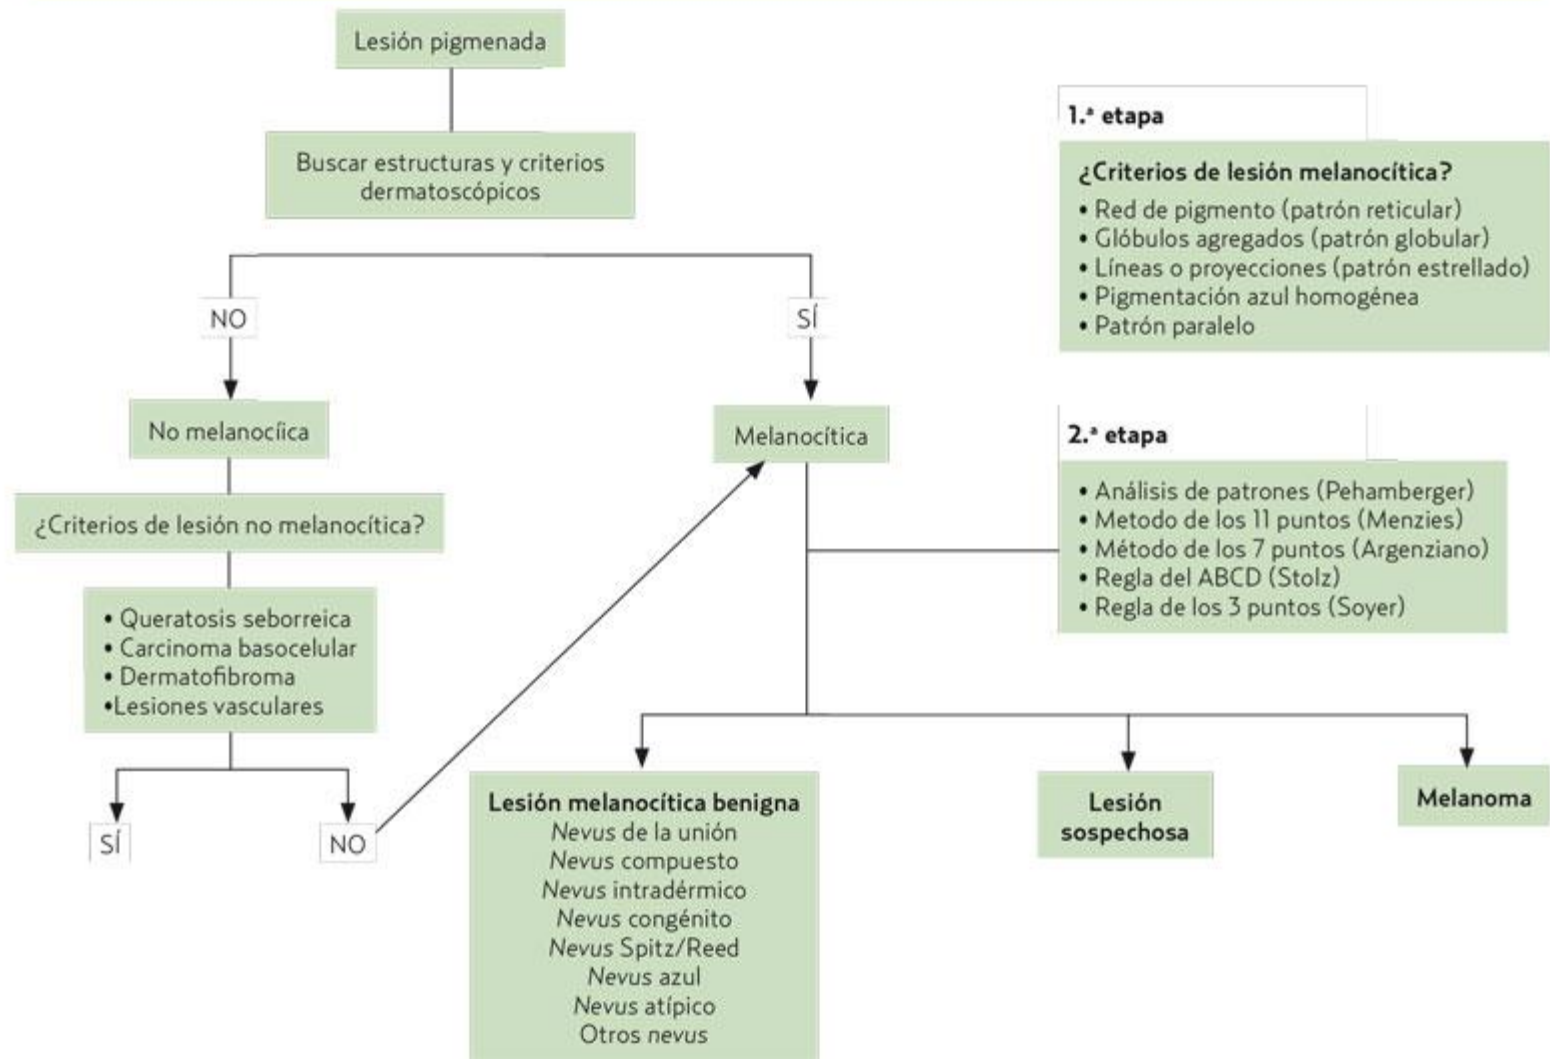 Lesión pigmenada
Buscar estructuras y criterios
dermatoscópicos
1.ª etapa
¿Criterios de lesión melanocítica?
• Red de pigmento (patrón reticular)
• Glóbulos agregados (patrón globular)
• Líneas o proyecciones (patrón estrellado)
• Pigmentación azul homogénea
• Patrón paralelo
NO
SÍ
No melanocíica
Melanocítica
2.ª etapa
• Análisis de patrones (Pehamberger)
• Metodo de los 11 puntos (Menzies)
• Método de los 7 puntos (Argenziano)
• Regla del ABCD (Stolz)
• Regla de los 3 puntos (Soyer)
¿Criterios de lesión no melanocítica?
• Queratosis seborreica
• Carcinoma basocelular
• Dermatofibroma
•Lesiones vasculares
SÍ
NO
Lesión melanocítica benigna
Nevus de la unión
Nevus compuesto
Nevus intradérmico
Nevus congénito
Nevus Spitz/Reed
Nevus azul
Nevus atípico
Otros nevus
Lesión
sospechosa
Melanoma